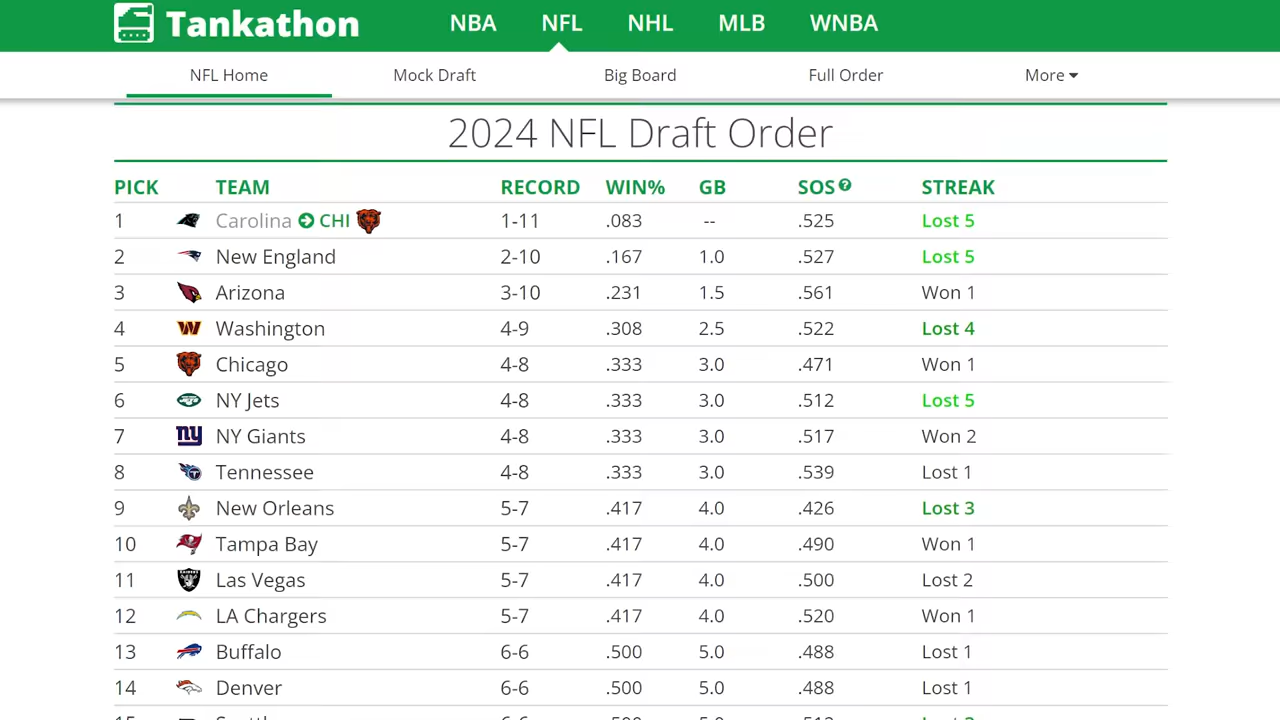 Tankathon NBA NFL NHL MLB WNBA
NFL Home Mock Draft Big Board Full Order More
2024 NFL Draft Order
PICK TEAM RECORD WIN% GB SOS ? STREAK
1 Carolina CHI 1-11 .083 -- .525 Lost 5
2 New England 2-10 .167 1.0 .527 Lost 5
3 Arizona 3-10 .231 1.5 .561 Won 1
4 W Washington 4-9 .308 2.5 .522 Lost 4
5 Chicago 4-8 .333 3.0 .471 Won 1
6 NY Jets 4-8 .333 3.0 .512 Lost 5
7 ny NY Giants 4-8 .333 3.0 .517 Won 2
8 Tennessee 4-8 .333 3.0 .539 Lost 1
9 New Orleans 5-7 .417 4.0 .426 Lost 3
10 Tampa Bay 5-7 .417 4.0 .490 Won 1
11 Las Vegas 5-7 .417 4.0 .500 Lost 2
12 LA Chargers 5-7 .417 4.0 .520 Won 1
13 Buffalo 6-6 .500 5.0 .488 Lost 1
14 Denver 6-6 .500 5.0 .488 Lost 1